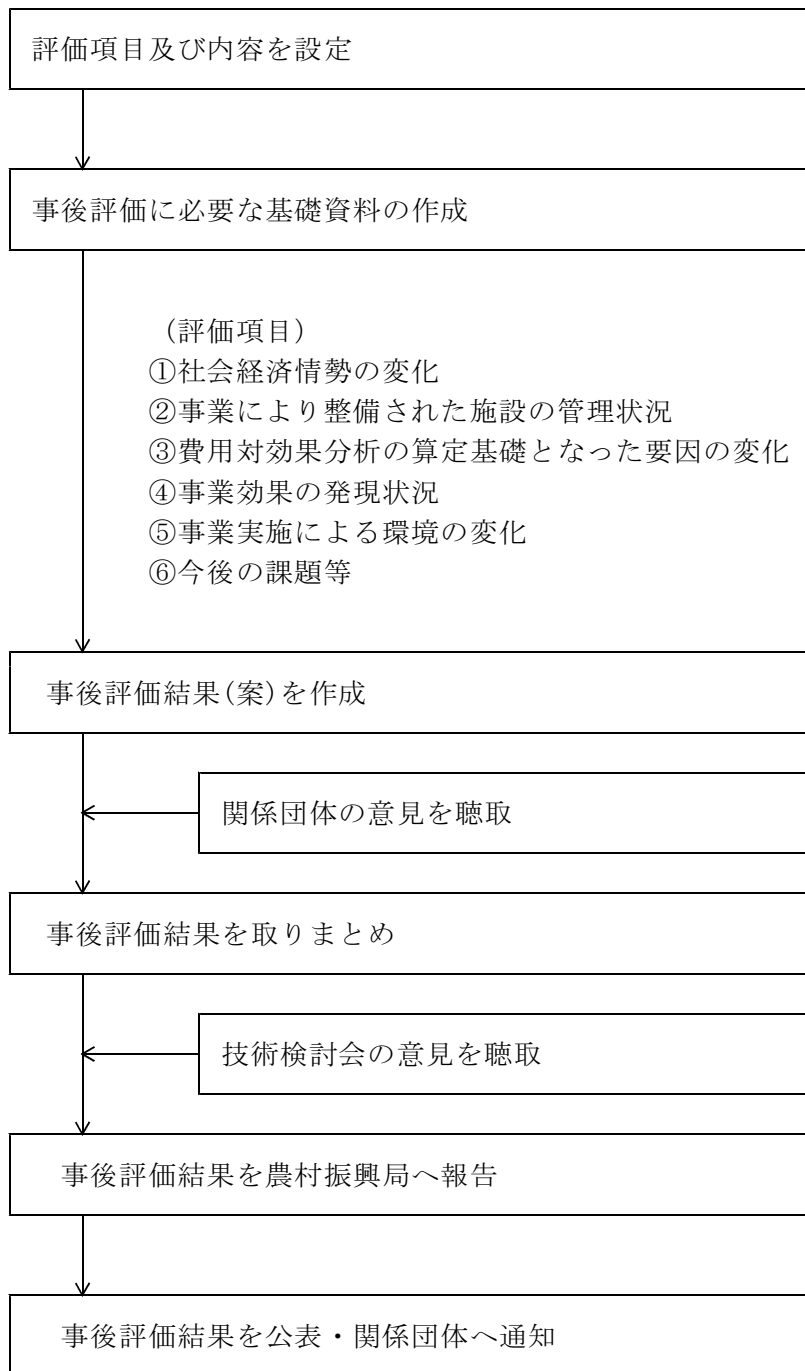 評価項目及び内容を設定
事後評価に必要な基礎資料の作成
（評価項目）
①社会経済情勢の変化
②事業により整備された施設の管理状況
③費用対効果分析の算定基礎となった要因の変化
④事業効果の発現状況
⑤事業実施による環境の変化
⑥今後の課題等
事後評価結果(案)を作成
関係団体の意見を聴取
事後評価結果を取りまとめ
技術検討会の意見を聴取
事後評価結果を農村振興局へ報告
事後評価結果を公表・関係団体へ通知